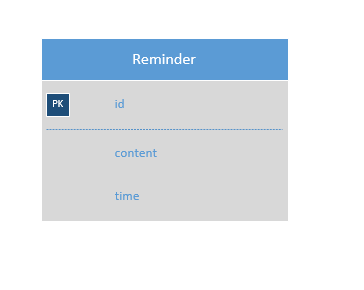 Reminder
PK id
content
time